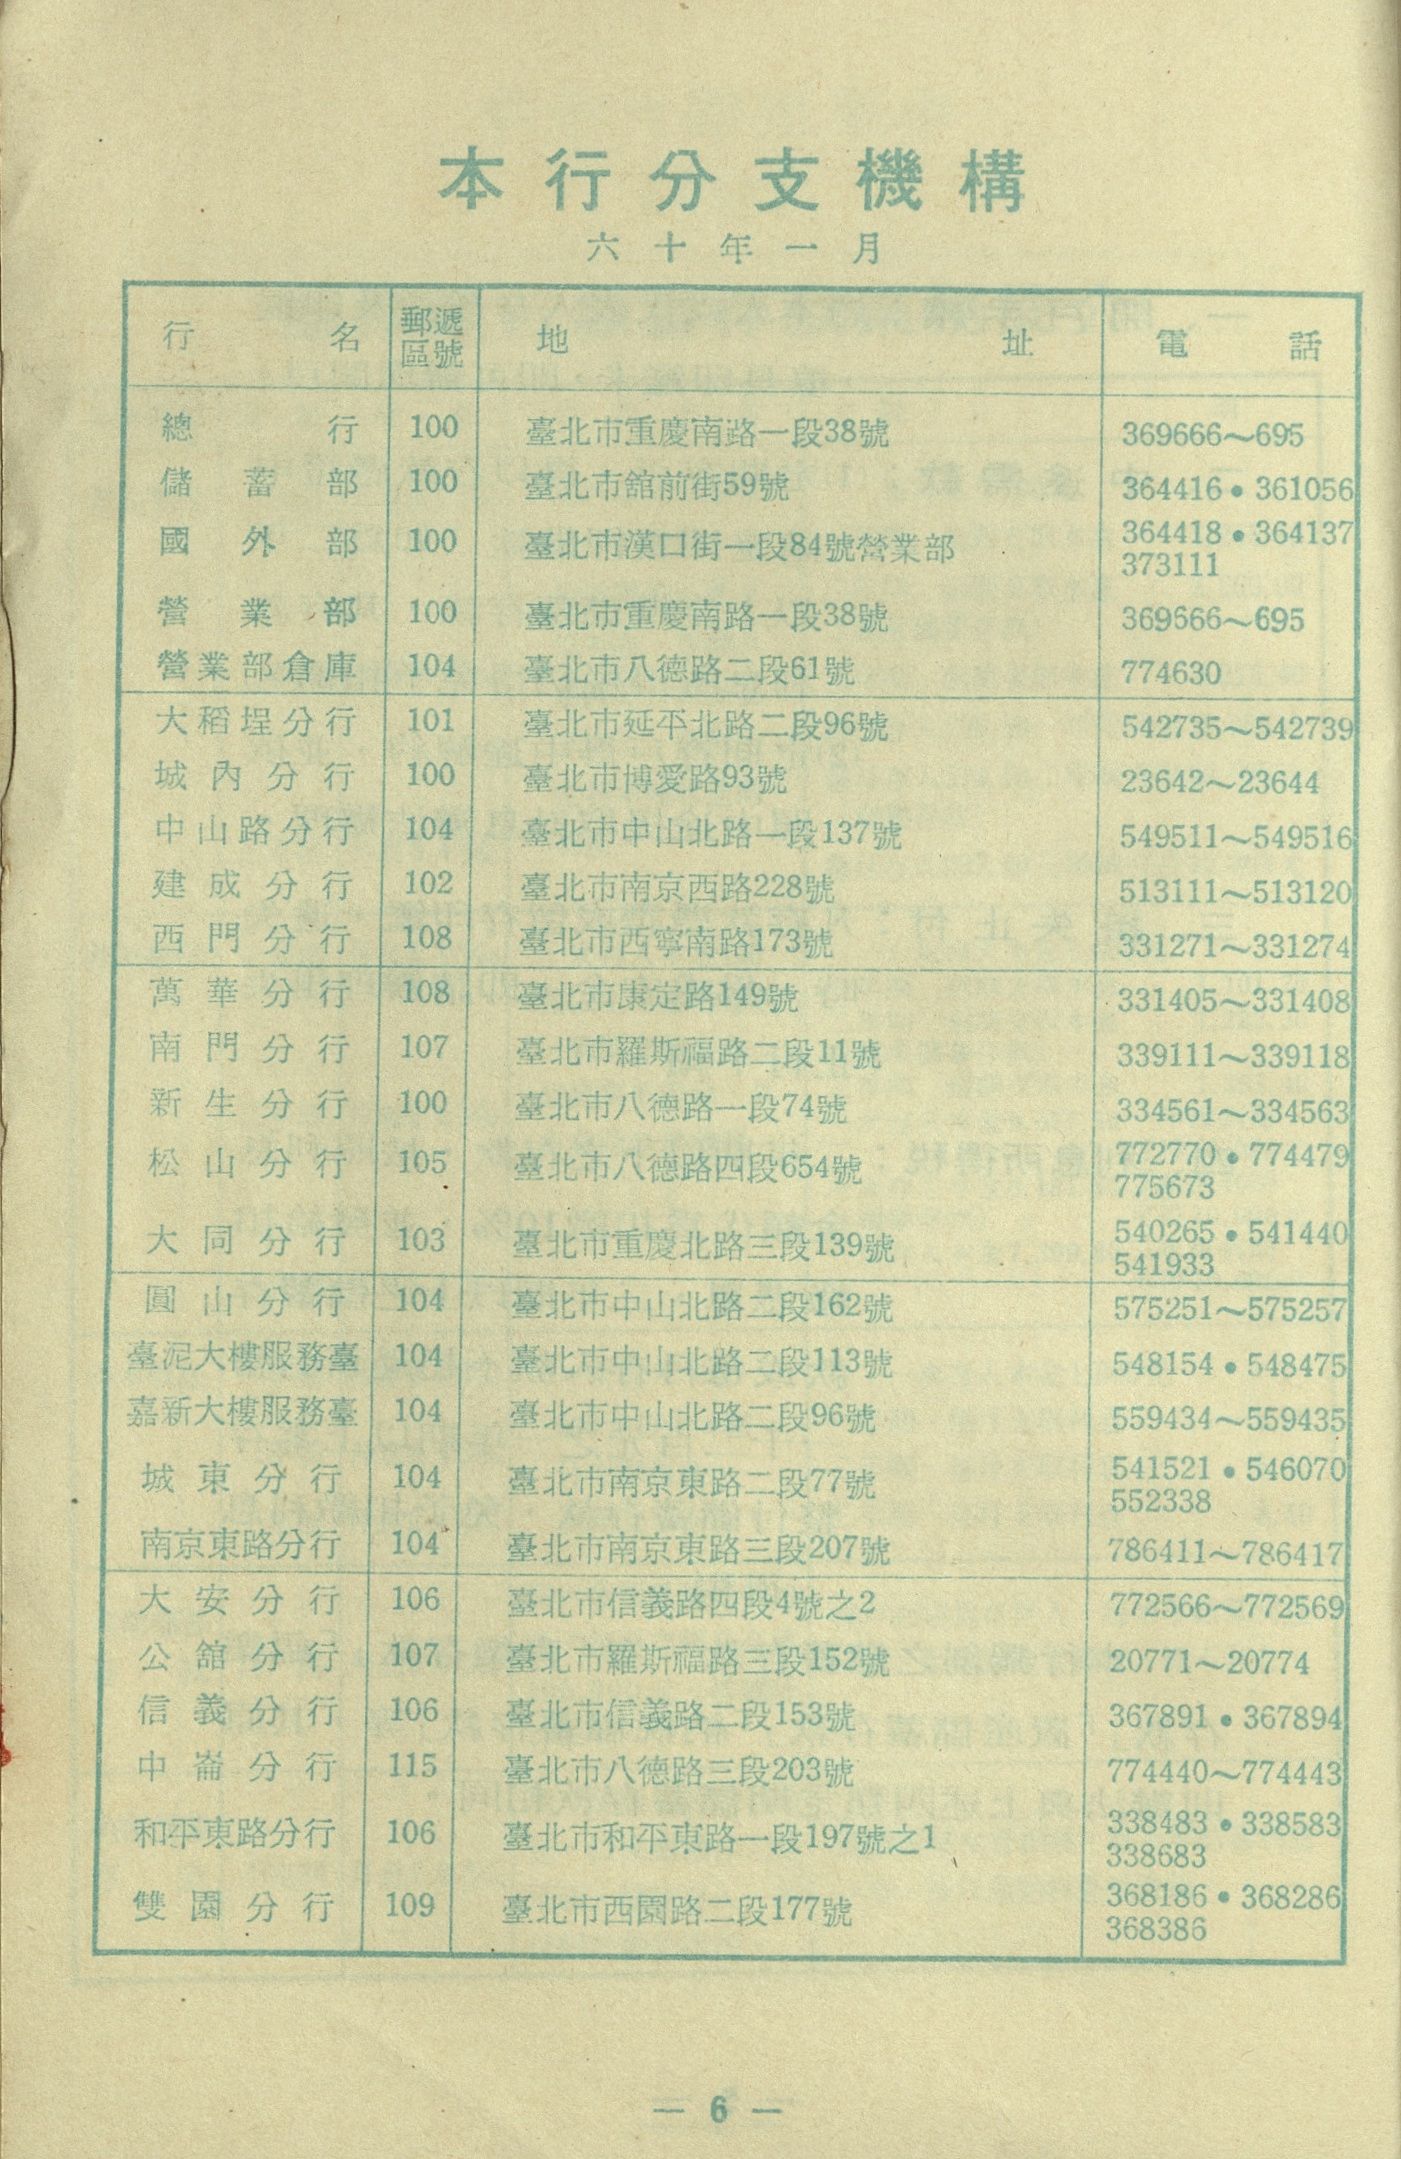 本行分支機構
六十年一月
行名 郵遞區號 地址 電話
總行 100 臺北市重慶南路一段38號 369666～695
儲蓄部 100 臺北市舘前街59號 364416•361056
國外部 100 臺北市漢口街一段84號營業部 364418•364137
373111
營業部 100 臺北市重慶南路一段38號 369666～695
營業部倉庫 104 臺北市八德路二段61號 774630
大稻埕分行 101 臺北市延平北路二段96號 542735～542739
城內分行 100 臺北市博愛路93號 23642～23644
中山路分行 104 臺北市中山北路一段137號 549511～549516
建成分行 102 臺北市南京西路228號 513111～513120
西門分行 108 臺北市西寧南路173號 331271～331274
萬華分行 108 臺北市康定路149號 331405～331408
南門分行 107 臺北市羅斯福路二段11號 339111～339118
新生分行 100 臺北市八德路一段74號 334561～334563
松山分行 105 臺北市八德路四段654號 772770•774479
775673
大同分行 103 臺北市重慶北路三段139號 540265•541440
541933
圓山分行 104 臺北市中山北路二段162號 575251～575257
臺泥大樓服務臺 104 臺北市中山北路二段113號 548154•548475
嘉新大樓服務臺 104 臺北市中山北路二段96號 559434～559435
城東分行 104 臺北市南京東路二段77號 541521•546070
552338
南京東路分行 104 臺北市南京東路三段207號 786411～786417
大安分行 106 臺北市信義路四段4號之2 772566～772569
公舘分行 107 臺北市羅斯福路三段152號 20771～20774
信義分行 106 臺北市信義路二段153號 367891•367894
中崙分行 115 臺北市八德路三段203號 774440～774443
和平東路分行 106 臺北市和平東路一段197號之1 338483•338583
338683
雙園分行 109 臺北市西園路二段177號 368186•368286
368386
— 6 —